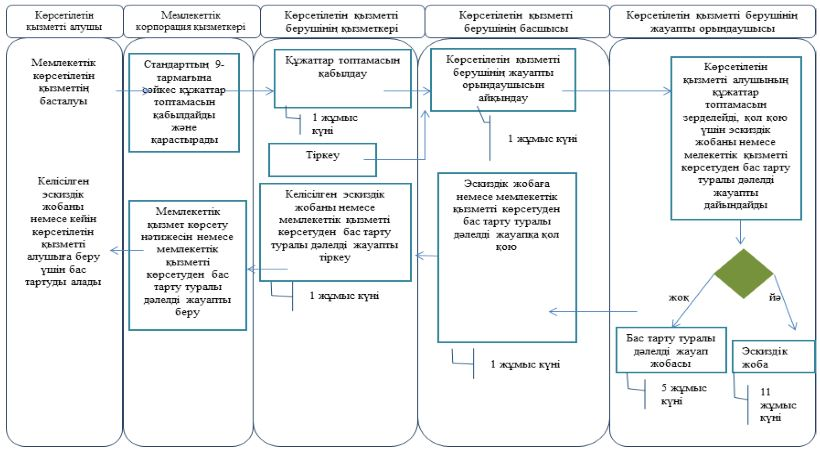 Көрсетілетін
қызметті алушы
Мемлекеттік
корпорация қызметкері
Көрсетілетін қызметті
берушінің қызметкері
Көрсетілетін қызметті
берушінің басшысы
Көрсетілетін қызметті берушінің
жауапты орындаушысы
Мемлекеттік
көрсетілетін
қызметтің
басталуы
Стандарттың 9-
тармағына
сәйкес құжаттар
топтамасын
қабылдайды
және
қарастырады
Құжаттар топтамасын
қабылдау
1 жұмыс
күні
Тіркеу
Көрсетілетін қызметті
берушінің жауапты
орындаушысын
айқындау
1 жұмыс күні
Көрсетілетін
қызметті алушының
құжаттар
топтамасын
зерделейді, қол қою
үшін эскиздік
жобаны немесе
мелекеттік қызметті
көрсетуден бас тарту
туралы дәлелді
жауапты
дайындайды
Келісілген
эскиздік
жобаны
немесе кейін
көрсетілетін
қызметті
алушыға беру
үшін бас
тартуды алады
Мемлекеттік
қызмет көрсету
нәтижесін немесе
мемлекеттік
қызметті
көрсетуден бас
тарту туралы
дәлелді жауапты
беру
Келісілген эскиздік
жобаны немесе
мемлекеттік қызметті
көрсетуден бас тарту
туралы дәлелді жауапты
тіркеу
1 жұмыс күні
Эскиздік жобаға
немесе мемлекеттік
қызметті көрсетуден
бас тарту туралы
дәлелді жауапқа қол
қою
1 жұмыс күні
жоқ
йә
Бас тарту туралы
дәлелді жауап
жобасы
5 жұмыс
күні
Эскиздік
жоба
11
жұмыс
күні